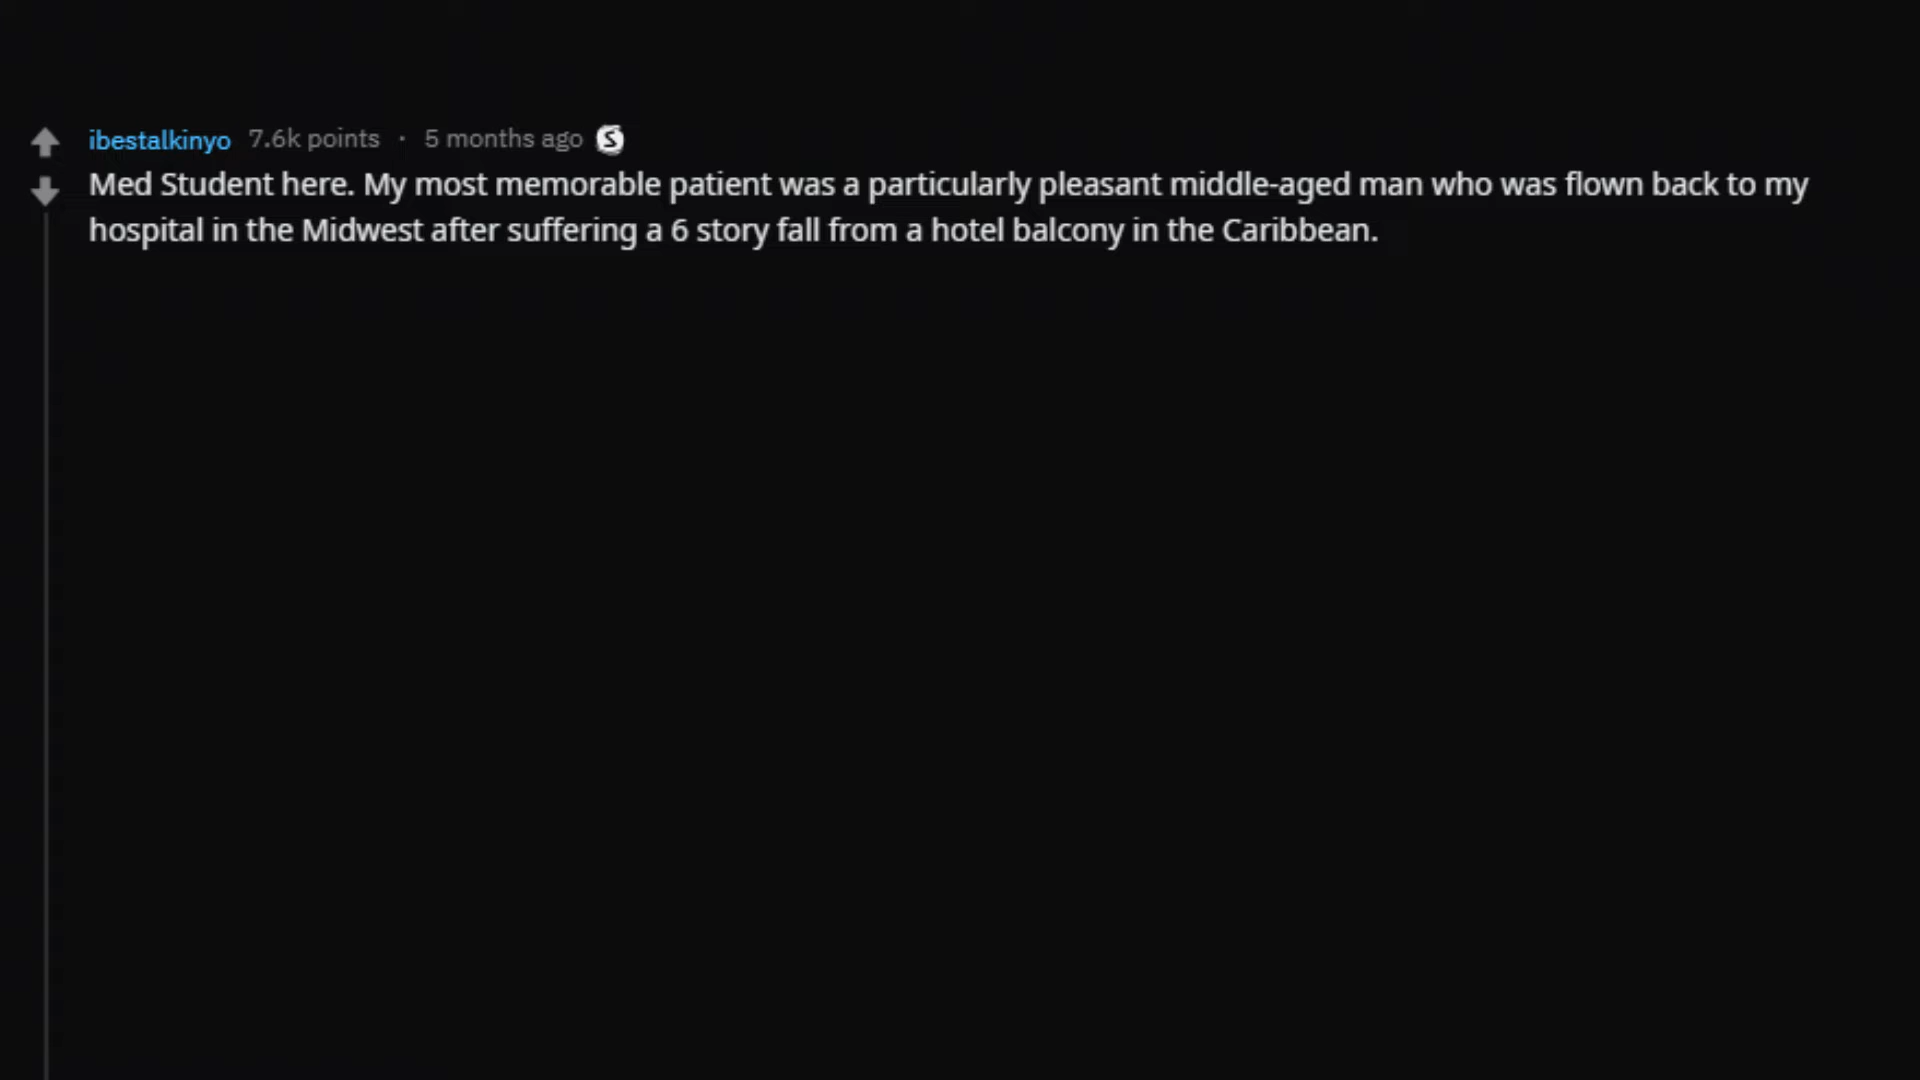 ibestalkinyo 7.6k points · 5 months ago S
Med Student here. My most memorable patient was a particularly pleasant middle-aged man who was flown back to my
hospital in the Midwest after suffering a 6 story fall from a hotel balcony in the Caribbean.